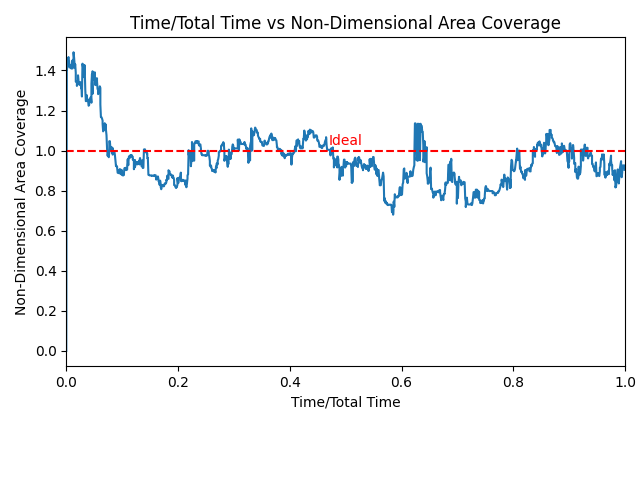 Time/Total Time vs Non-Dimensional Area Coverage
Non-Dimensional Area Coverage
1.4
1.2
1.0
0.8
0.6
0.4
0.2
0.0
Ideal
0.0 0.2 0.4 0.6 0.8 1.0
Time/Total Time